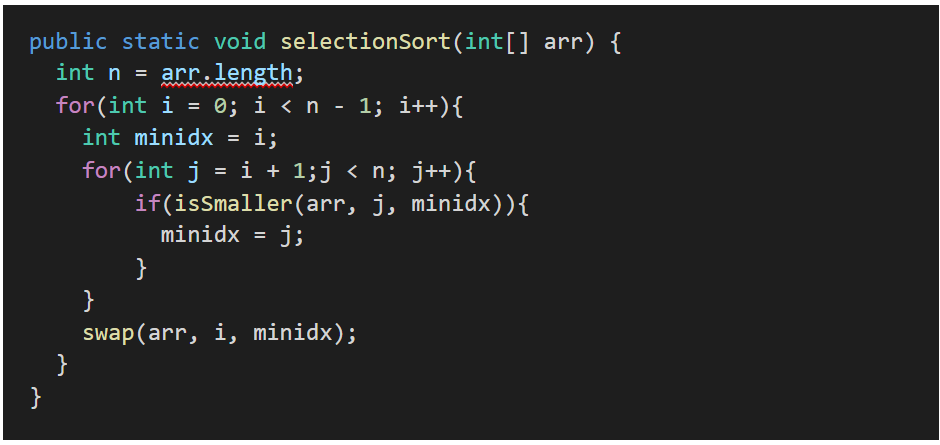 public static void selectionSort(int[] arr) {
  int n = arr.length;
  for(int i = 0; i < n - 1; i++){
    int minidx = i;
    for(int j = i + 1;j < n; j++){
        if(isSmaller(arr, j, minidx)){
          minidx = j;
        }
    }
    swap(arr, i, minidx);
  }
}